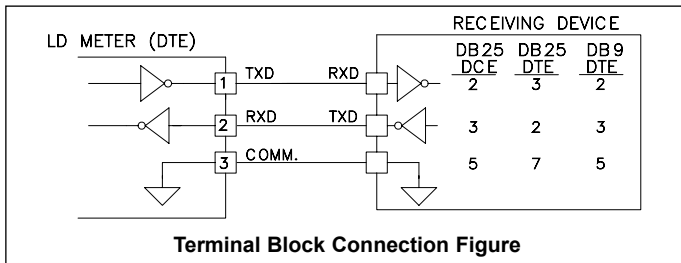 RECEIVING DEVICE
LD METER (DTE)
DB25 DB25 DB9
DCE DTE DTE
1 TXD RXD 2 3 2
2 RXD TXD 3 2 3
3 COMM. 5 7 5
Terminal Block Connection Figure